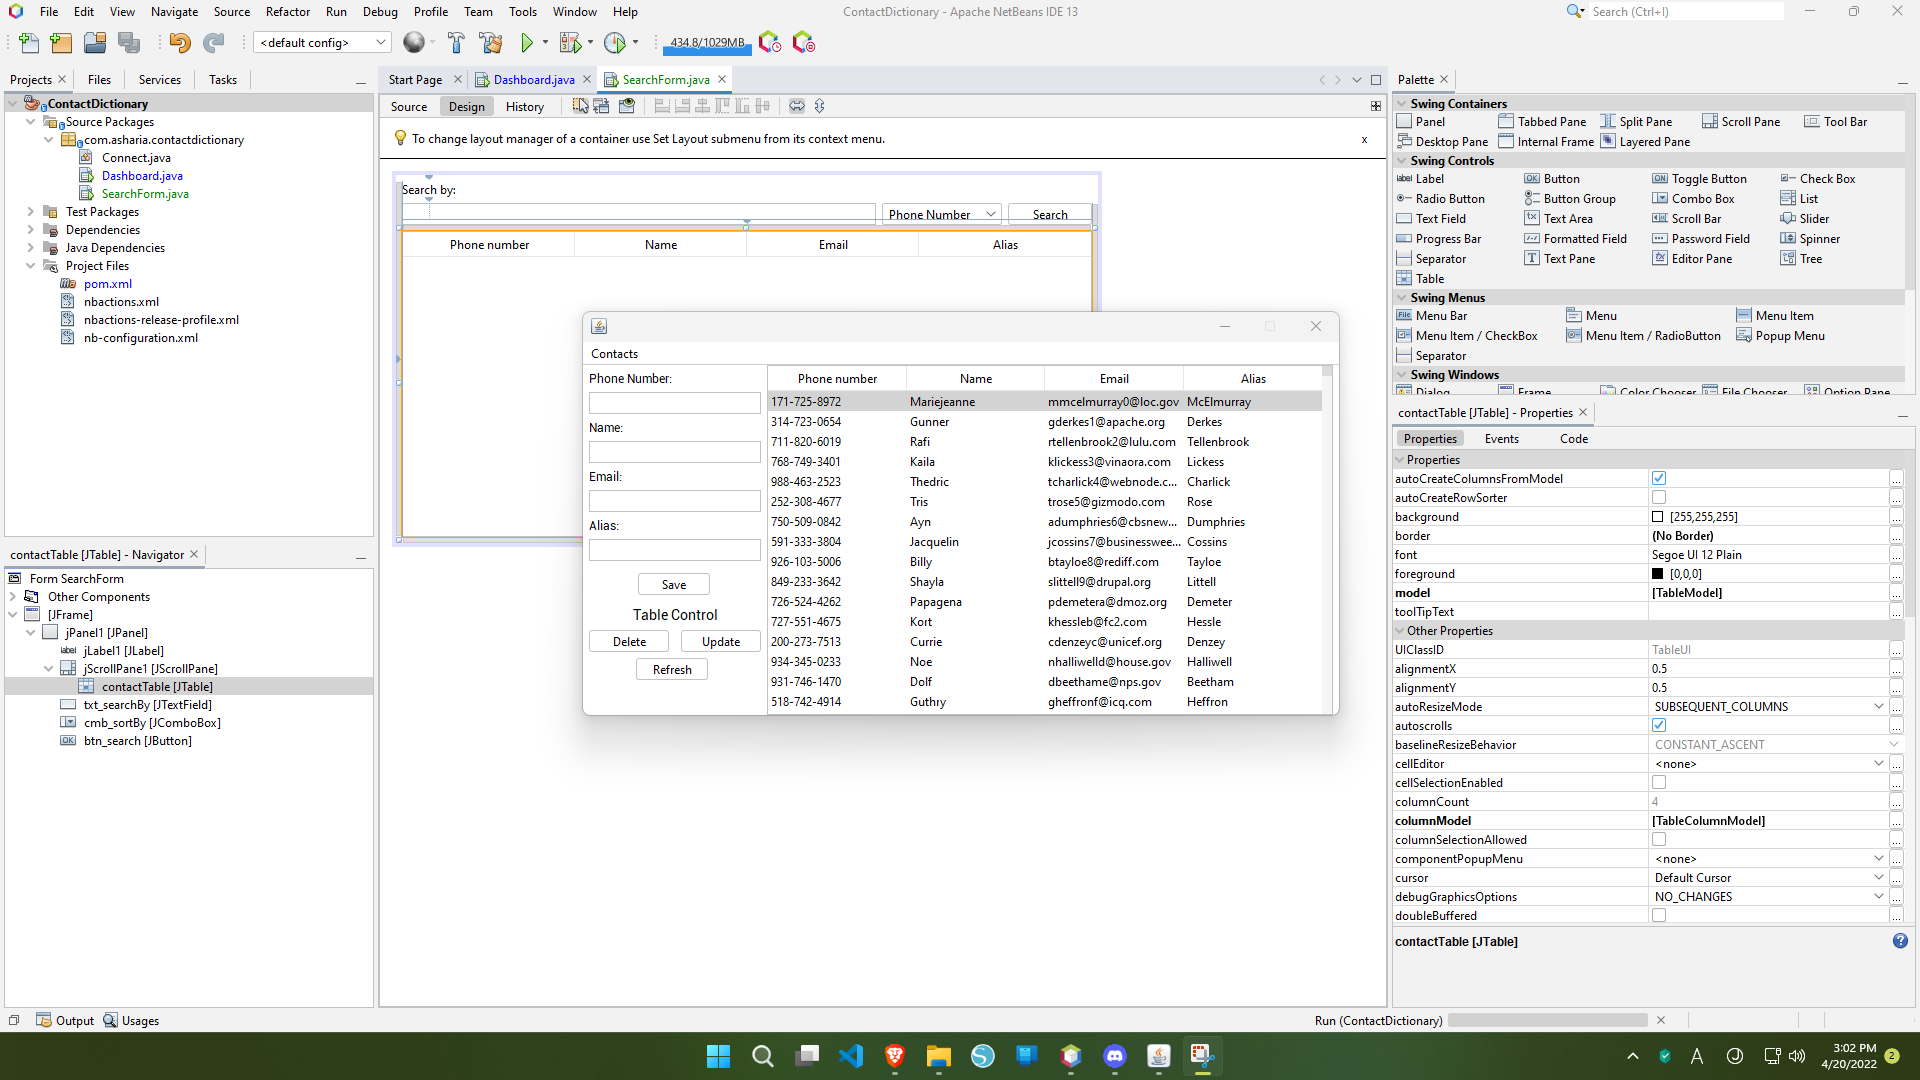 File Edit View Navigate Source Refactor Run Debug Profile Team Tools Window Help
ContactDictionary - Apache NetBeans IDE 13
Search (Ctrl+I)
<default config>
434.8/1029MB
Projects Files Services Tasks
ContactDictionary
Source Packages
com.asharia.contactdictionary
Connect.java
Dashboard.java
SearchForm.java
Test Packages
Dependencies
Java Dependencies
Project Files
pom.xml
nbactions.xml
nbactions-release-profile.xml
nb-configuration.xml
contactTable [JTable] - Navigator
Form SearchForm
Other Components
[JFrame]
jPanel1 [JPanel]
jLabel1 [JLabel]
jScrollPane1 [JScrollPane]
contactTable [JTable]
txt_searchBy [JTextField]
cmb_sortBy [JComboBox]
btn_search [JButton]
Start Page Dashboard.java SearchForm.java
Source Design History
To change layout manager of a container use Set Layout submenu from its context menu.
x
Search by:
Phone Number Search
Phone number Name Email Alias
Contacts
Phone Number:
Name:
Email:
Alias:
Save
Table Control
Delete Update
Refresh
Phone number Name Email Alias
171-725-8972 Mariejeanne mmcelmurray0@loc.gov McElmurray
314-723-0654 Gunner gderkes1@apache.org Derkes
711-820-6019 Rafi rtellenbrook2@lulu.com Tellenbrook
768-749-3401 Kaila klickess3@vinaora.com Lickess
988-463-2523 Thedric tcharlick4@webnode.c... Charlick
252-308-4677 Tris trose5@gizmodo.com Rose
750-509-0842 Ayn adumphries6@cbsnew... Dumphries
591-333-3804 Jacquelin jcossins7@businesswee... Cossins
926-103-5006 Billy btayloe8@rediff.com Tayloe
849-233-3642 Shayla slittell9@drupal.org Littell
726-524-4262 Papagena pdemetera@dmoz.org Demeter
727-551-4675 Kort khessleb@fc2.com Hessle
200-273-7513 Currie cdenzeyc@unicef.org Denzey
934-345-0233 Noe nhalliwelld@house.gov Halliwell
931-746-1470 Dolf dbeethame@nps.gov Beetham
518-742-4914 Guthry gheffronf@icq.com Heffron
Palette
Swing Containers
Panel Tabbed Pane Split Pane Scroll Pane Tool Bar
Desktop Pane Internal Frame Layered Pane
Swing Controls
Label Button Toggle Button Check Box
Radio Button Button Group Combo Box List
Text Field Text Area Scroll Bar Slider
Progress Bar Formatted Field Password Field Spinner
Separator Text Pane Editor Pane Tree
Table
Swing Menus
Menu Bar Menu Menu Item
Menu Item / CheckBox Menu Item / RadioButton Popup Menu
Separator
Swing Windows
Dialog Frame Color Chooser File Chooser Option Pane
contactTable [JTable] - Properties
Properties Events Code
Properties
autoCreateColumnsFromModel
autoCreateRowSorter
background [255,255,255]
border (No Border)
font Segoe UI 12 Plain
foreground [0,0,0]
model [TableModel]
toolTipText
Other Properties
UIClassID TableUI
alignmentX 0.5
alignmentY 0.5
autoResizeMode SUBSEQUENT_COLUMNS
autoscrolls
baselineResizeBehavior CONSTANT_ASCENT
cellEditor <none>
cellSelectionEnabled
columnCount 4
columnModel [TableColumnModel]
columnSelectionAllowed
componentPopupMenu <none>
cursor Default Cursor
debugGraphicsOptions NO_CHANGES
doubleBuffered
contactTable [JTable]
Output Usages
Run (ContactDictionary)
3:02 PM
4/20/2022
2